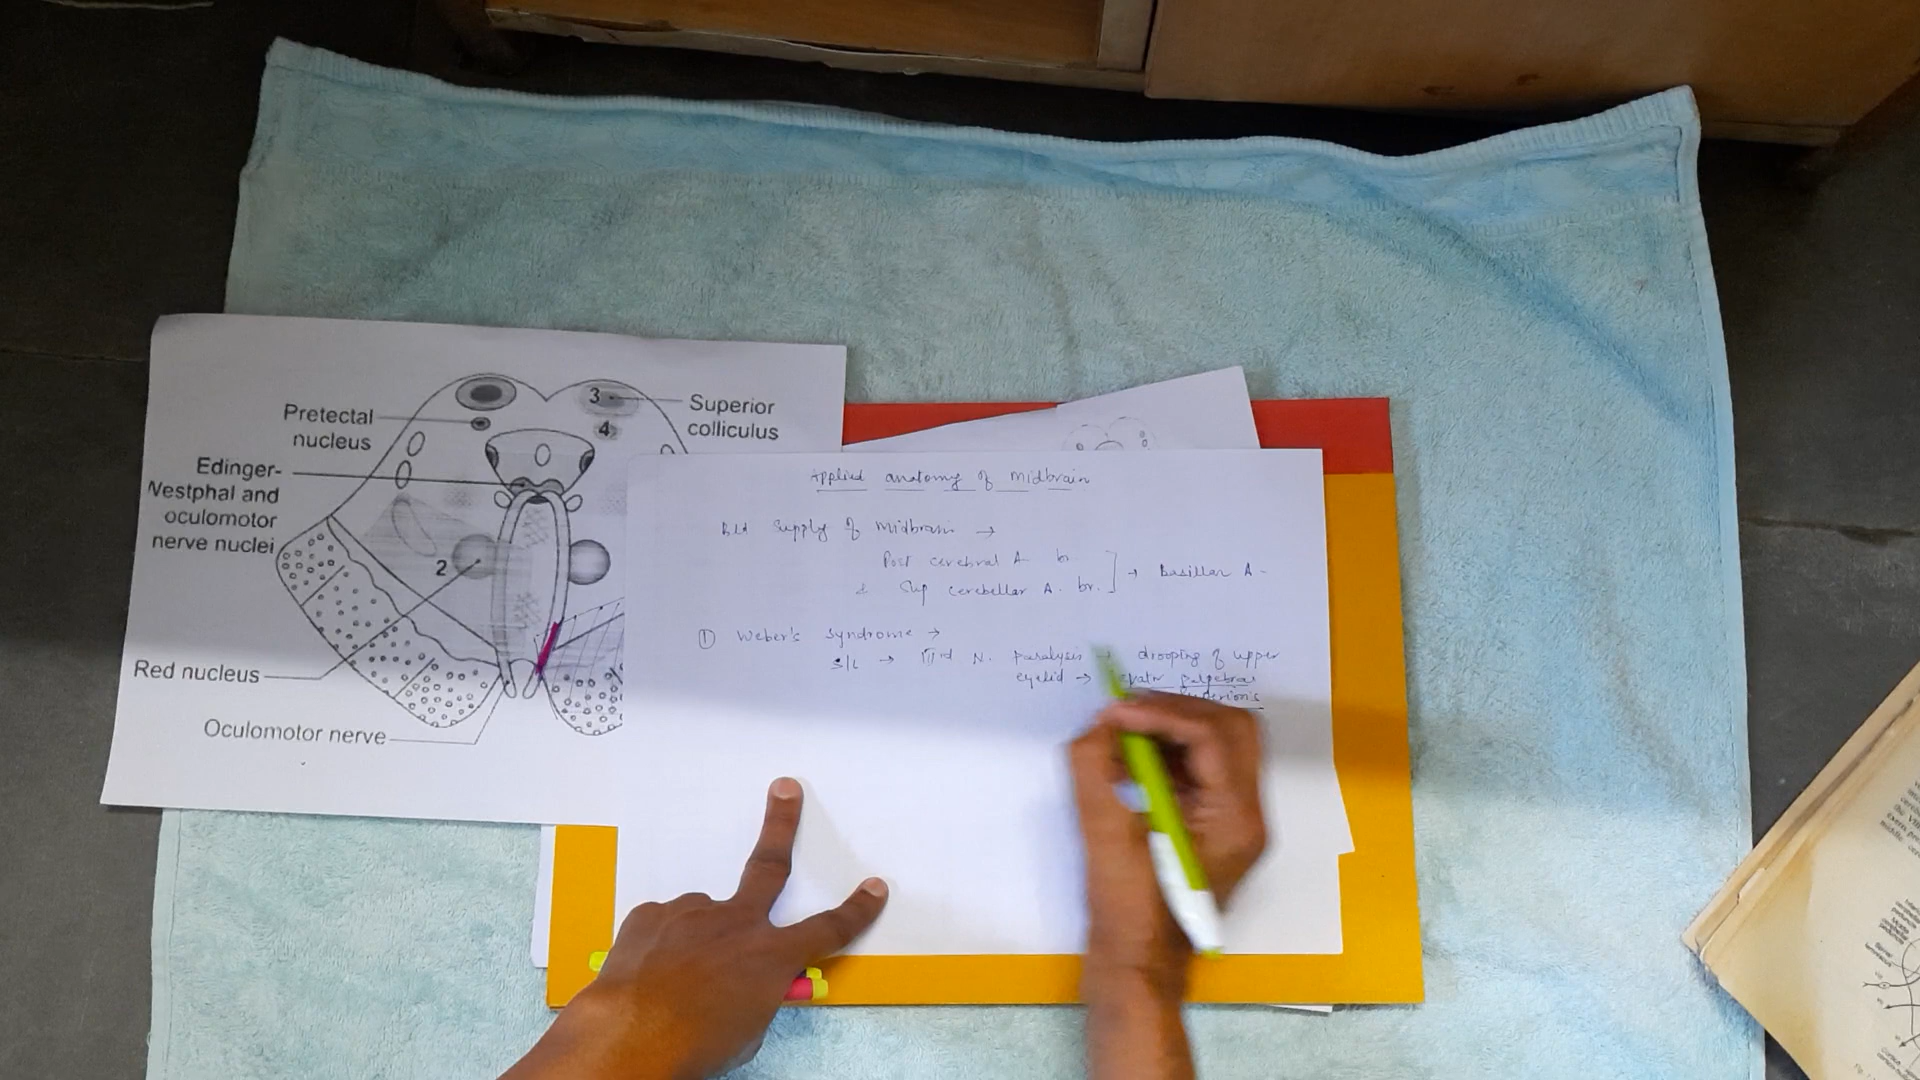 Pretectal
nucleus
3
4
Superior
colliculus
Edinger-
Westphal and
oculomotor
nerve nuclei
2
Red nucleus
Oculomotor nerve
Applied anatomy of midbrain
Bld Supply of Midbrain →
Post cerebral A br
& Sup cerebellar A. br. → Basillar A-
① Weber's Syndrome →
S/L → IIIrd N. Paralysis → drooping of upper
eyelid → palpebrae